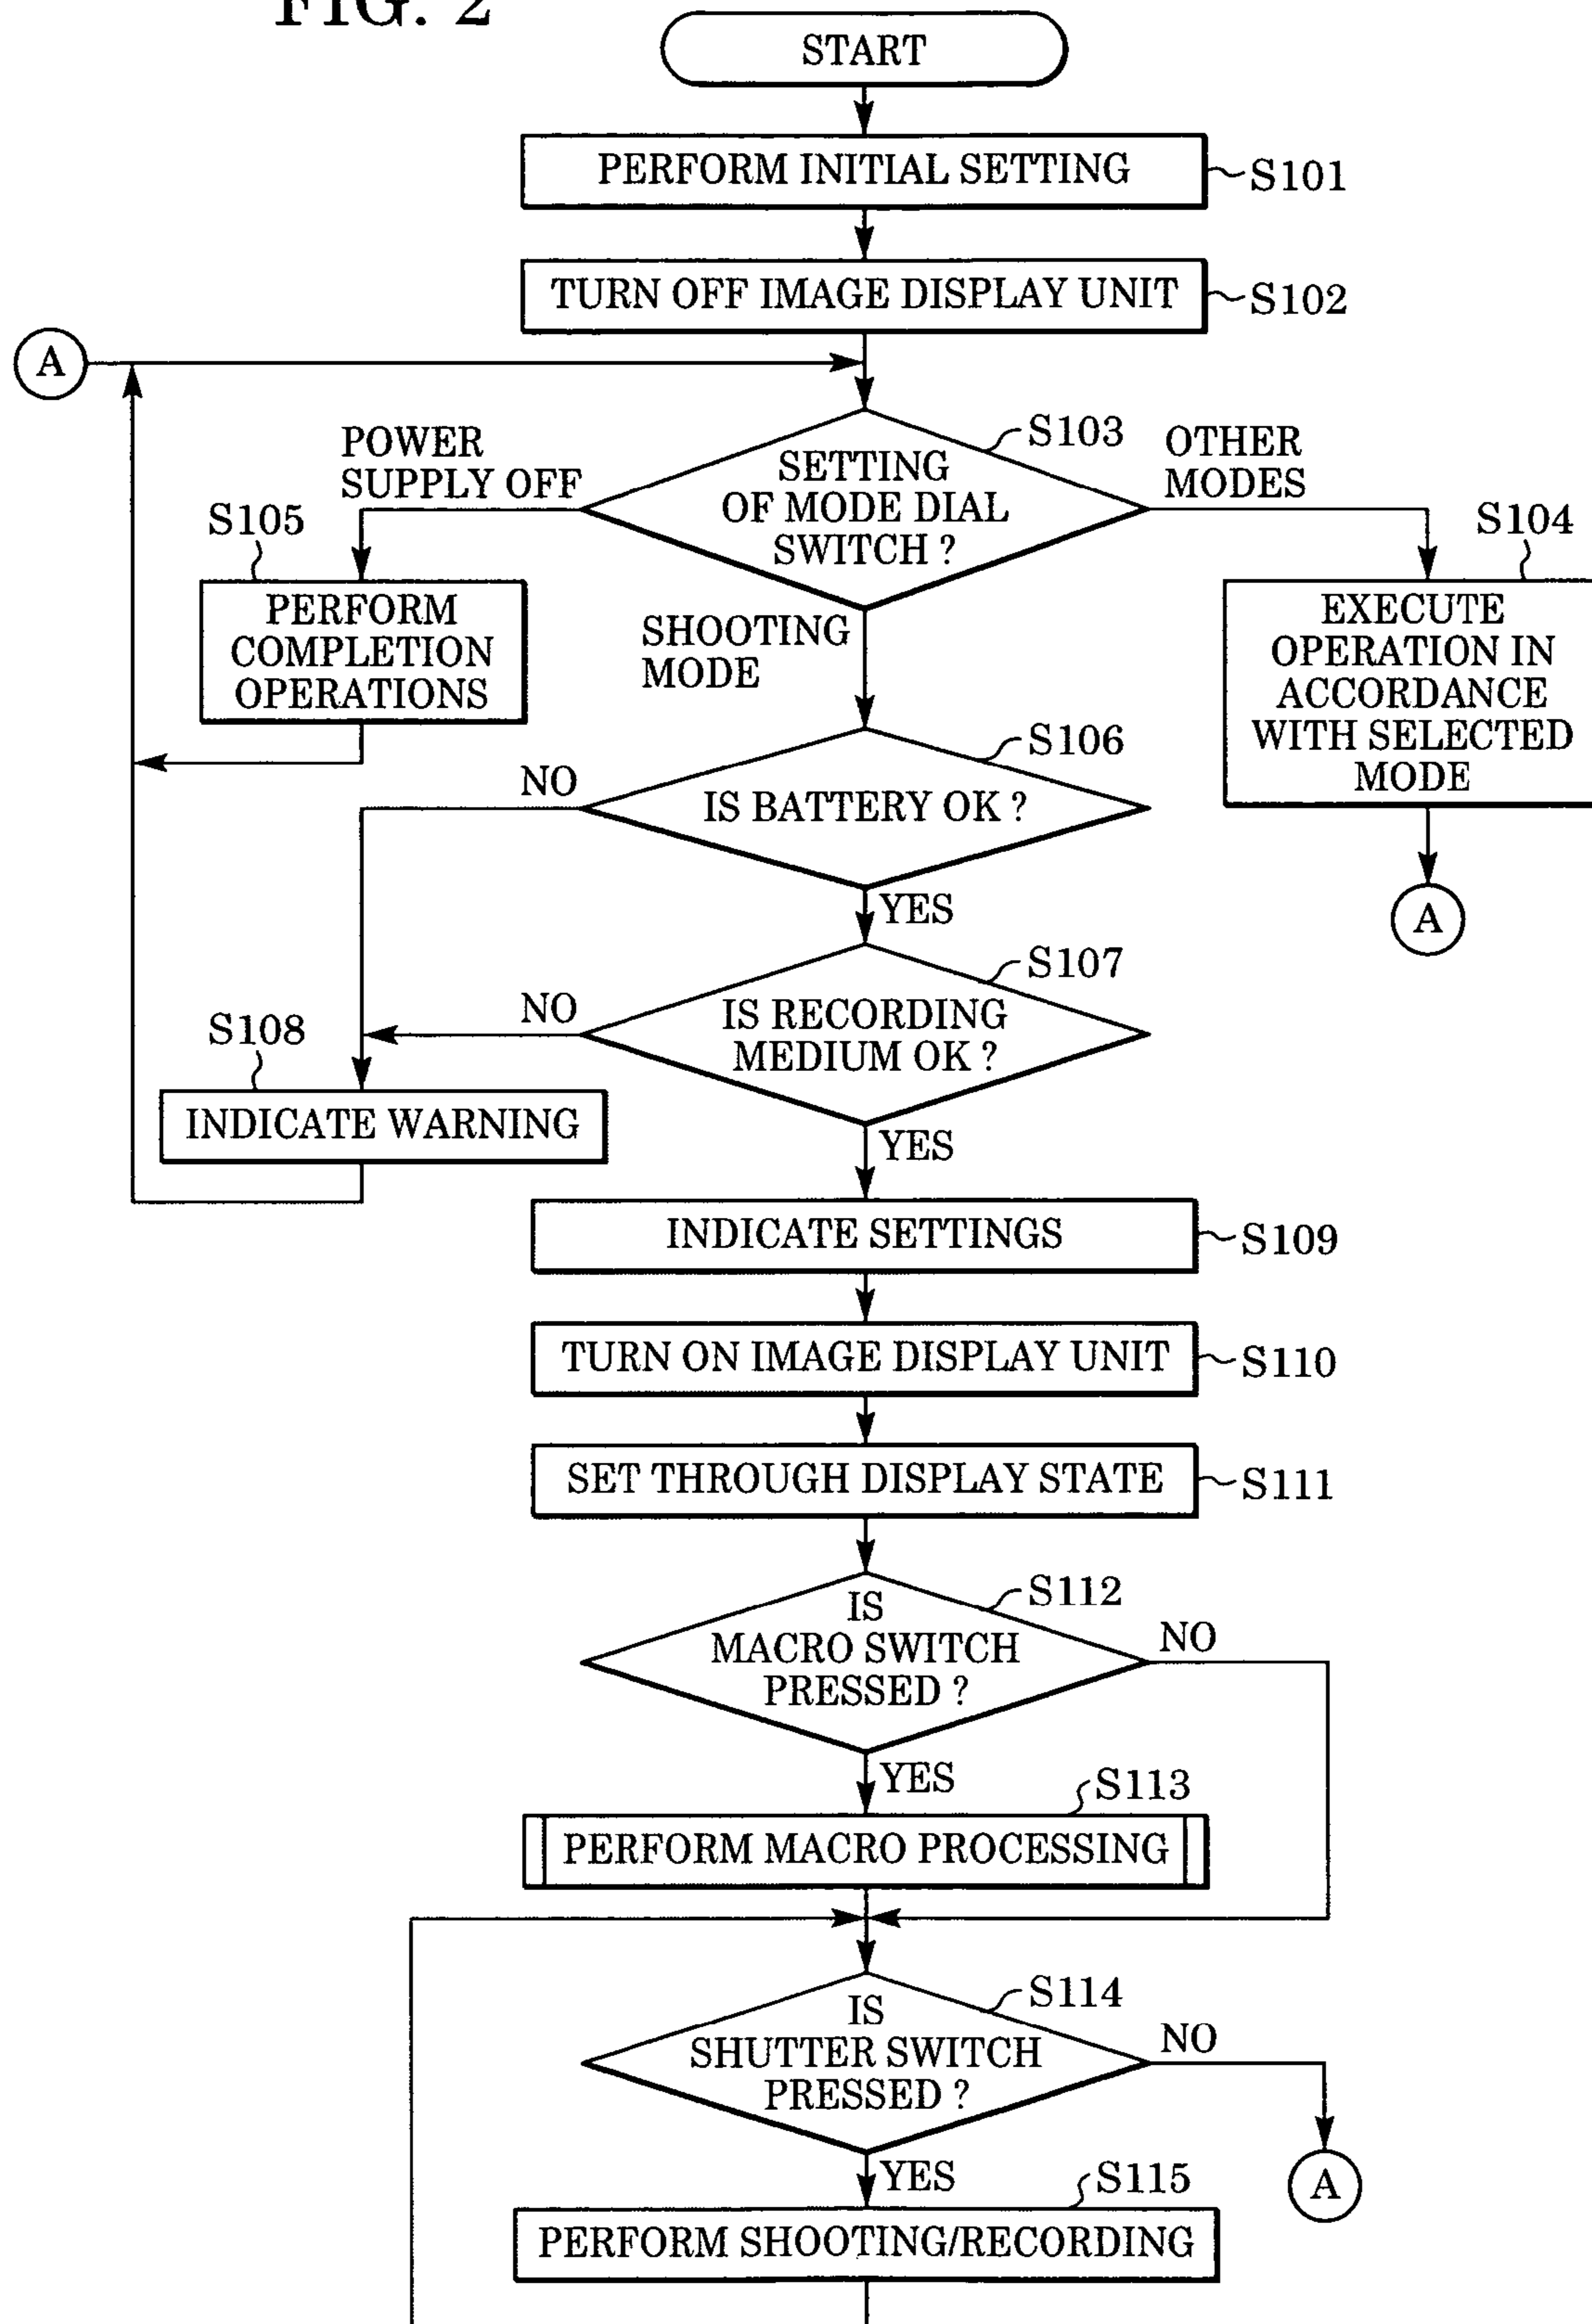 FIG. 2
START
PERFORM INITIAL SETTING
S101
TURN OFF IMAGE DISPLAY UNIT
S102
A
S103
SETTING
OF MODE DIAL
SWITCH ?
POWER
SUPPLY OFF
OTHER
MODES
S105
PERFORM
COMPLETION
OPERATIONS
SHOOTING
MODE
S104
EXECUTE
OPERATION IN
ACCORDANCE
WITH SELECTED
MODE
A
S106
IS BATTERY OK ?
NO
YES
S107
IS RECORDING
MEDIUM OK ?
NO
S108
INDICATE WARNING
YES
INDICATE SETTINGS
S109
TURN ON IMAGE DISPLAY UNIT
S110
SET THROUGH DISPLAY STATE
S111
S112
IS
MACRO SWITCH
PRESSED ?
NO
YES
S113
PERFORM MACRO PROCESSING
S114
IS
SHUTTER SWITCH
PRESSED ?
NO
A
YES
S115
PERFORM SHOOTING/RECORDING